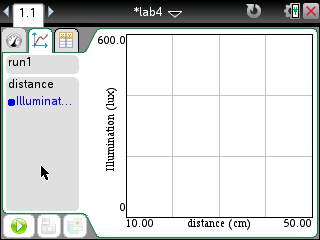 1.1
*lab4
run1
distance
Illuminat...
600.0
Illumination (lux)
0
10.00
distance (cm)
50.00